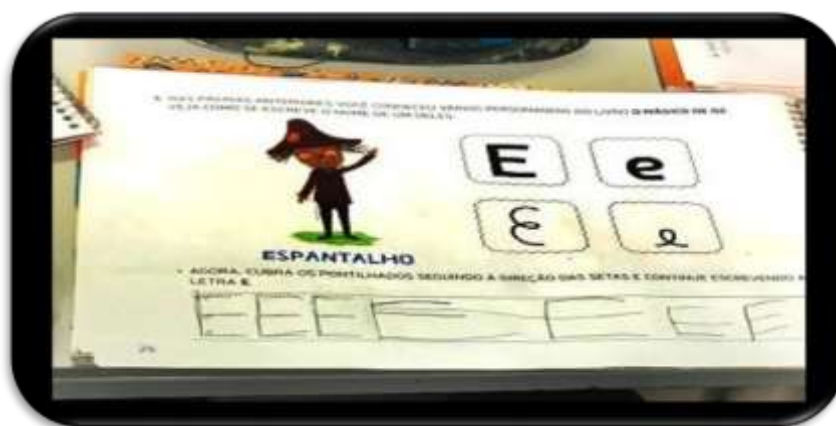 4. NAS PÁGINAS ANTERIORES, VOCÊ CONHECEU VÁRIOS PERSONAGENS DO LIVRO O MÁGICO DE OZ
VEJA COMO SE ESCREVE O NOME DE UM DELES.
E e
E e
ESPANTALHO
• AGORA, CUBRA OS PONTILHADOS SEGUINDO A DIREÇÃO DAS SETAS E CONTINUE ESCREVENDO A
LETRA E.
E E E E E E E